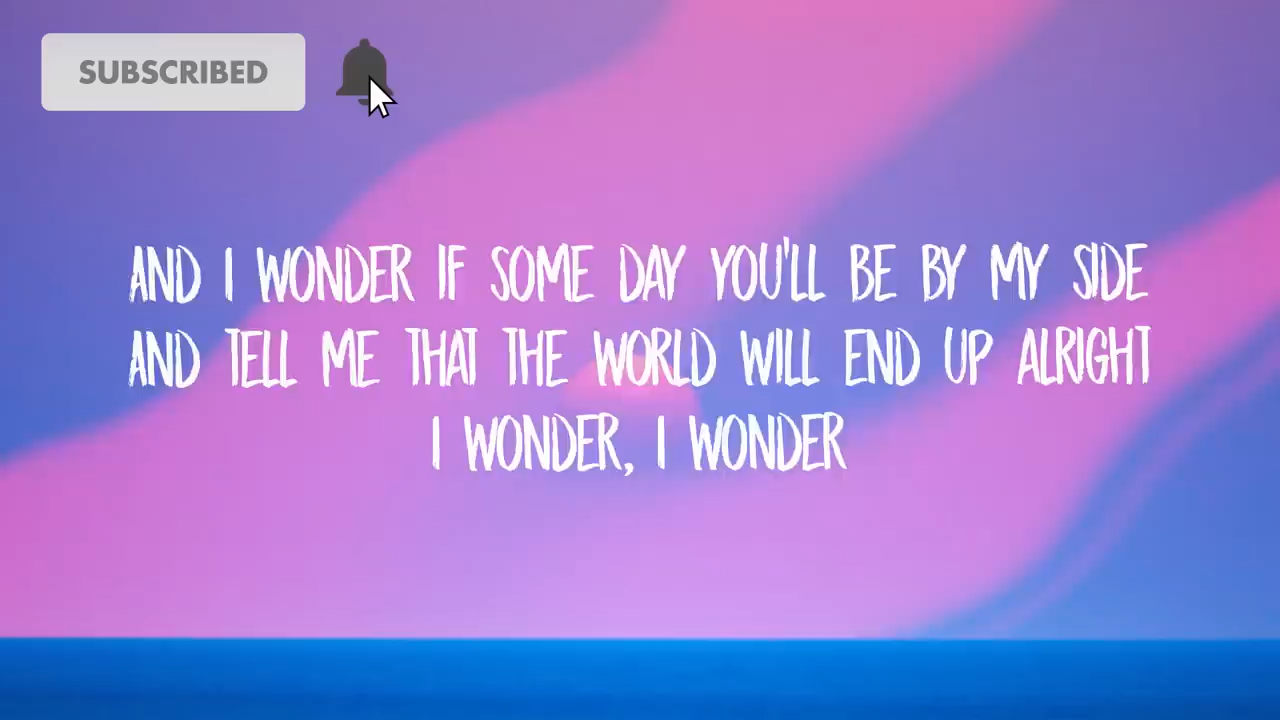 SUBSCRIBED
AND I WONDER IF SOME DAY YOU'LL BE BY MY SIDE
AND TELL ME THAT THE WORLD WILL END UP ALRIGHT
I WONDER, I WONDER